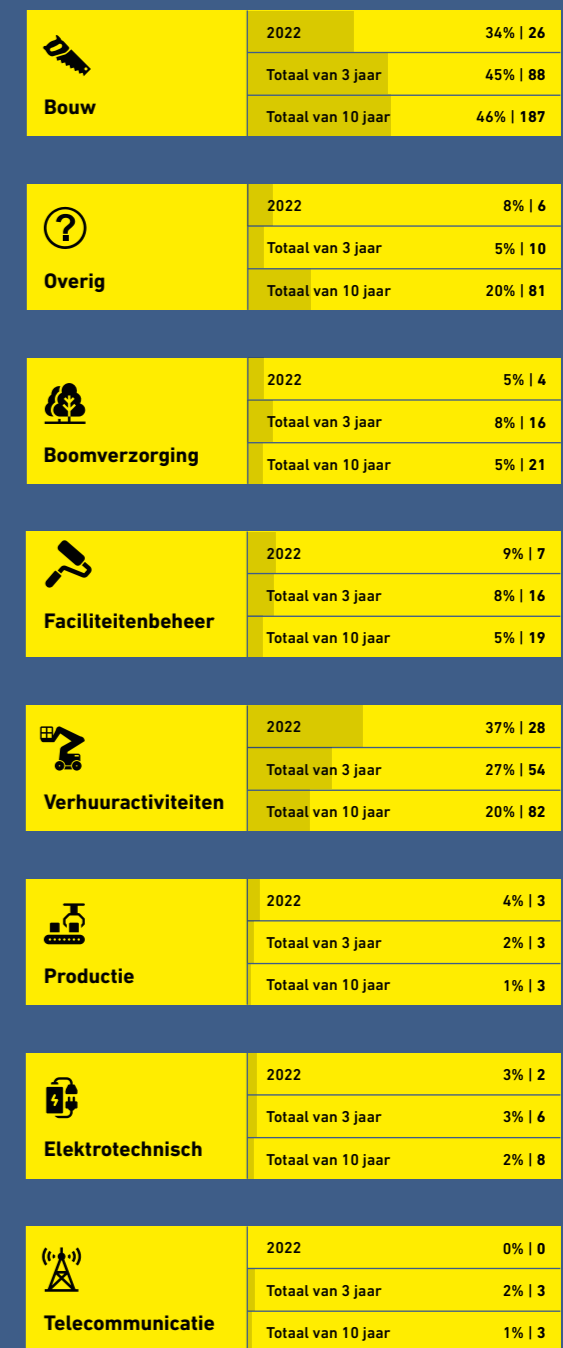 Bouw
2022 34% | 26
Totaal van 3 jaar 45% | 88
Totaal van 10 jaar 46% | 187
Overig
2022 8% | 6
Totaal van 3 jaar 5% | 10
Totaal van 10 jaar 20% | 81
Boomverzorging
2022 5% | 4
Totaal van 3 jaar 8% | 16
Totaal van 10 jaar 5% | 21
Faciliteitenbeheer
2022 9% | 7
Totaal van 3 jaar 8% | 16
Totaal van 10 jaar 5% | 19
Verhuuractiviteiten
2022 37% | 28
Totaal van 3 jaar 27% | 54
Totaal van 10 jaar 20% | 82
Productie
2022 4% | 3
Totaal van 3 jaar 2% | 3
Totaal van 10 jaar 1% | 3
Elektrotechnisch
2022 3% | 2
Totaal van 3 jaar 3% | 6
Totaal van 10 jaar 2% | 8
Telecommunicatie
2022 0% | 0
Totaal van 3 jaar 2% | 3
Totaal van 10 jaar 1% | 3